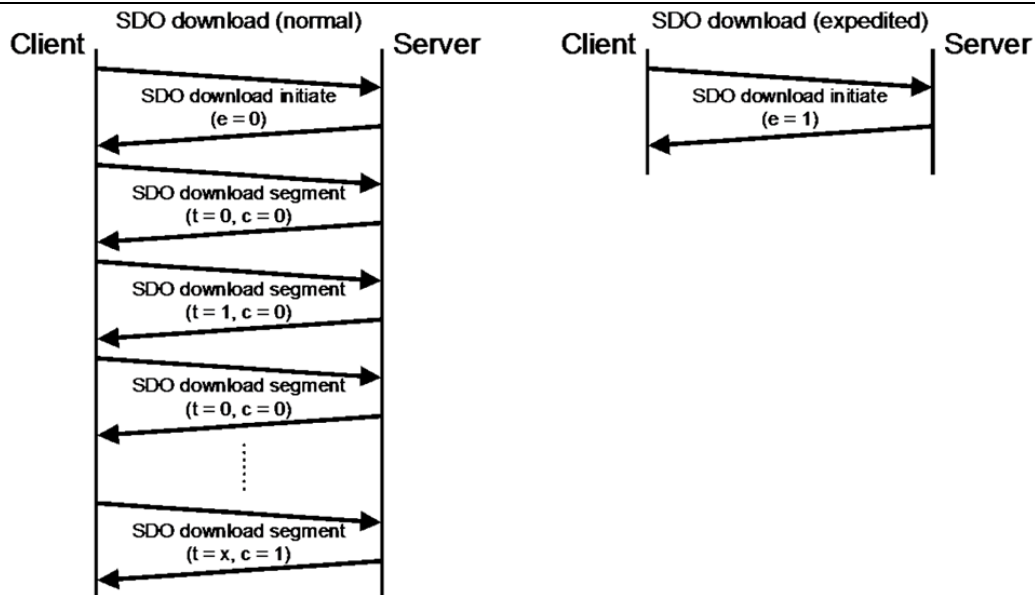 SDO download (normal)
Client
Server
SDO download initiate
(e = 0)
SDO download segment
(t = 0, c = 0)
SDO download segment
(t = 1, c = 0)
SDO download segment
(t = 0, c = 0)
SDO download segment
(t = x, c = 1)
SDO download (expedited)
Client
Server
SDO download initiate
(e = 1)